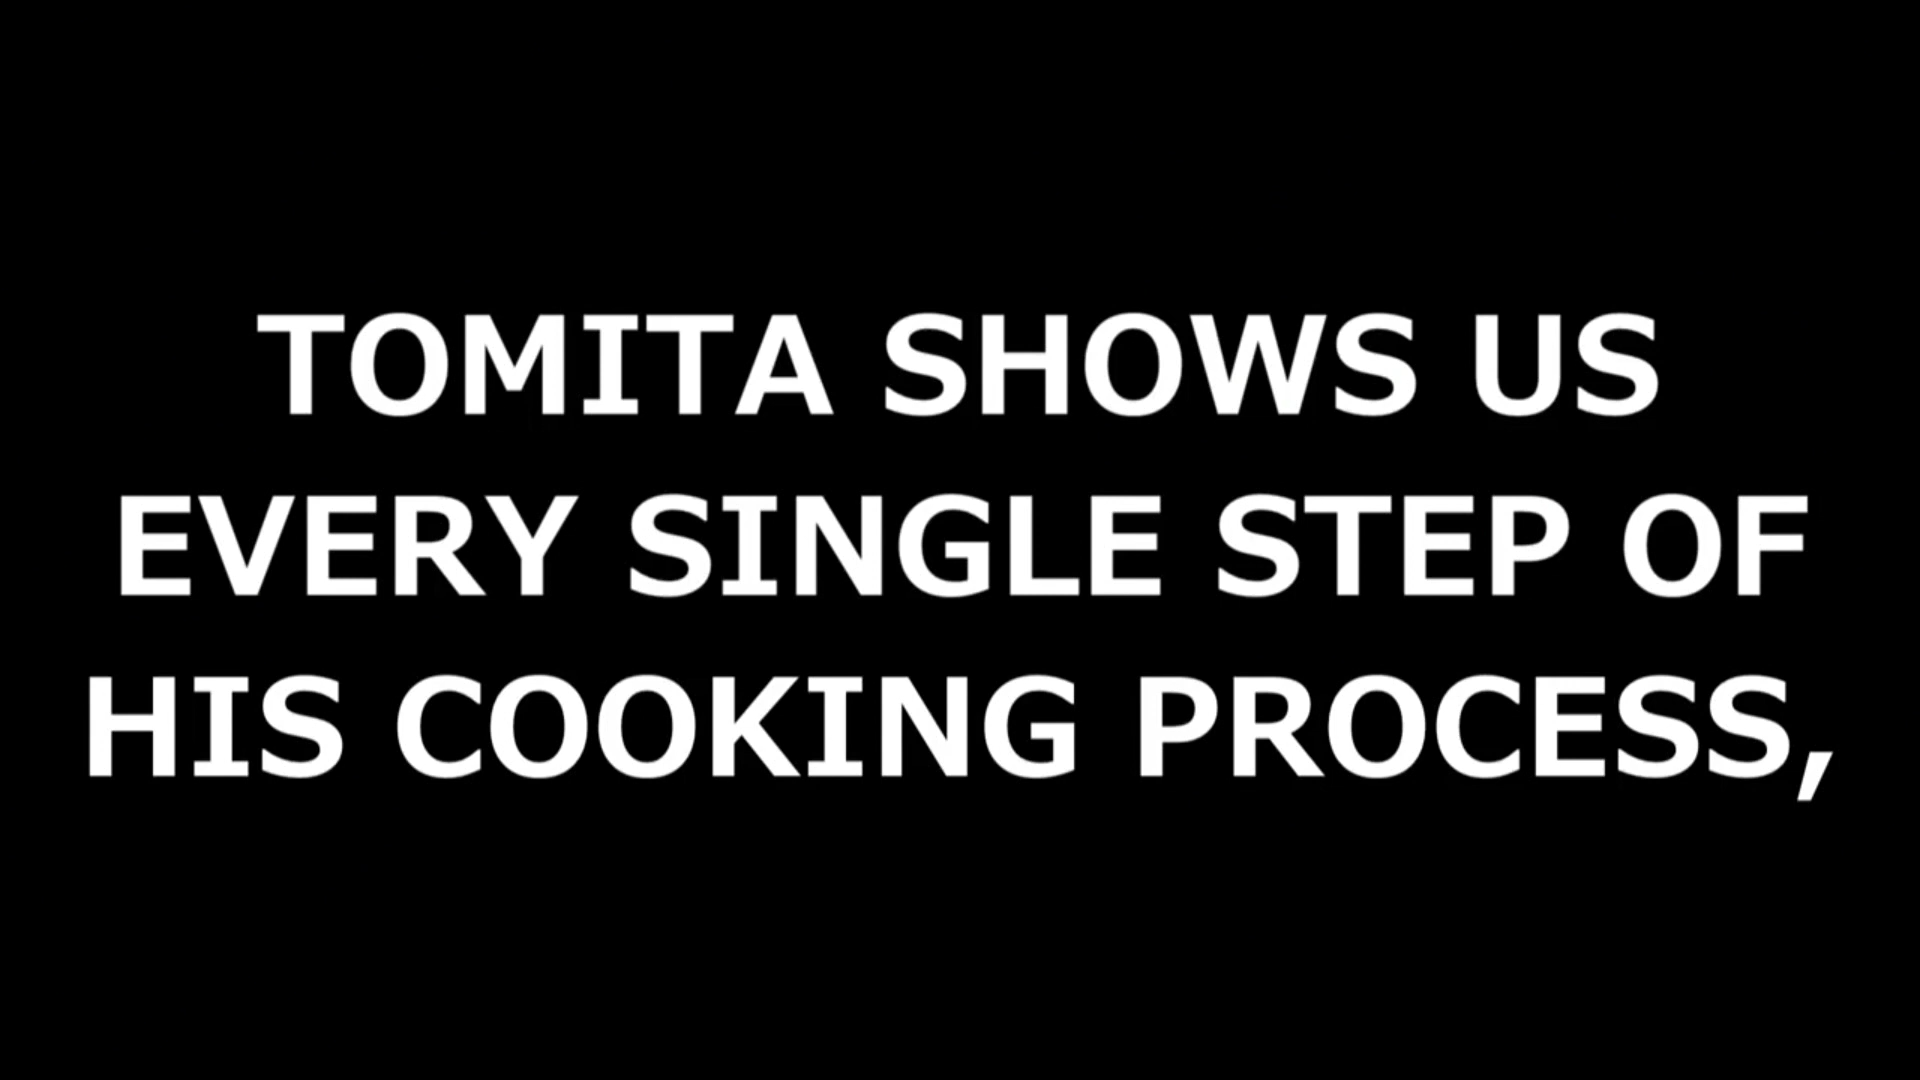 TOMITA SHOWS US
EVERY SINGLE STEP OF
HIS COOKING PROCESS,